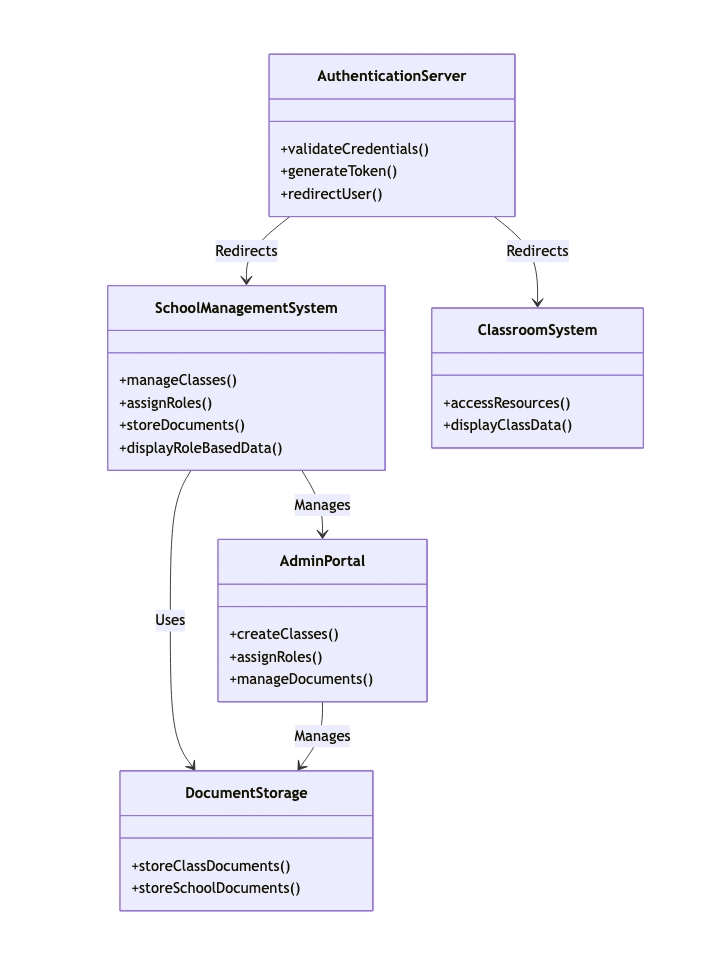 AuthenticationServer
+validateCredentials()
+generateToken()
+redirectUser()
Redirects
Redirects
SchoolManagementSystem
+manageClasses()
+assignRoles()
+storeDocuments()
+displayRoleBasedData()
ClassroomSystem
+accessResources()
+displayClassData()
Manages
AdminPortal
+createClasses()
+assignRoles()
+manageDocuments()
Uses
Manages
DocumentStorage
+storeClassDocuments()
+storeSchoolDocuments()